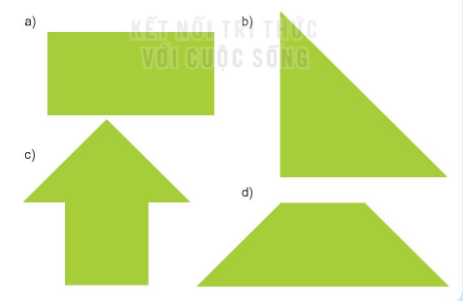 a)
KẾT NỐI TRI THỨC
VỚI CUỘC SỐNG
b)
c)
d)